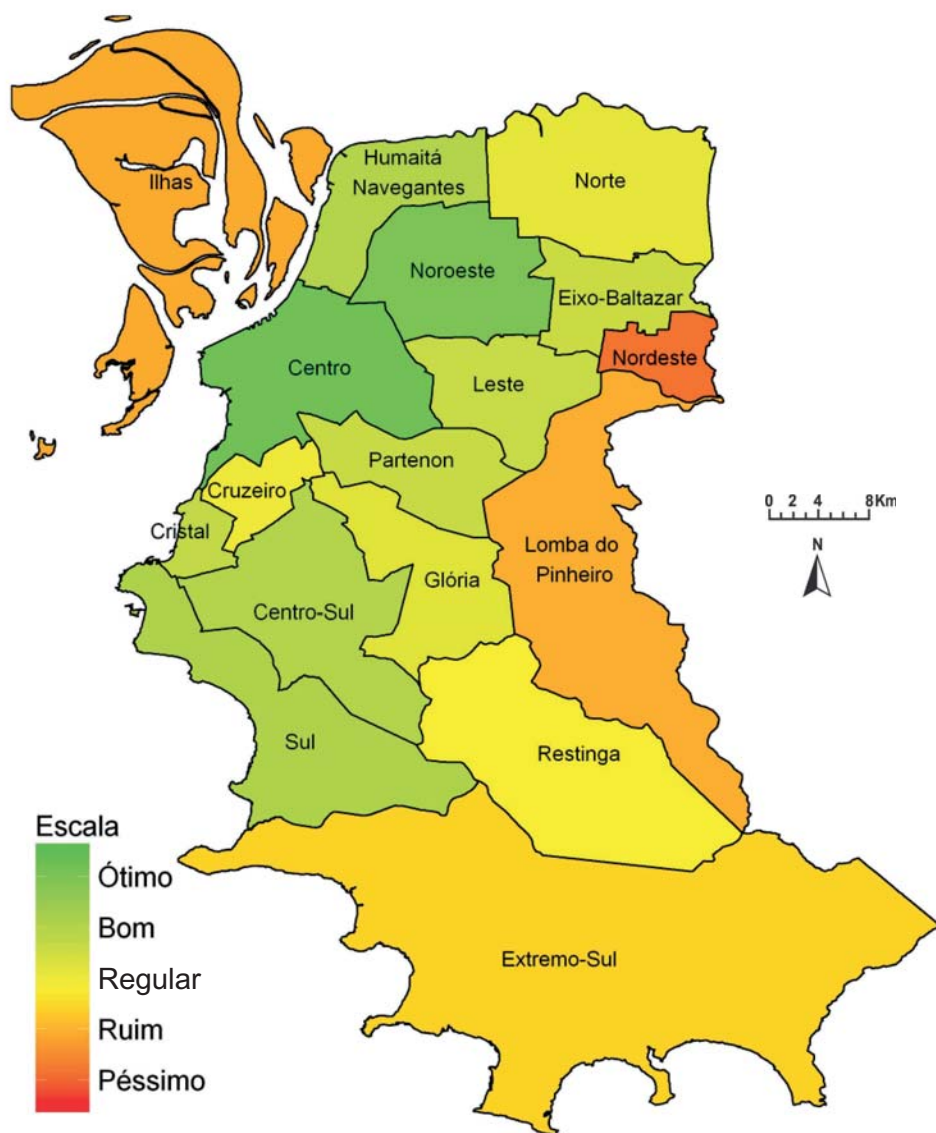 Humaitá
Navegantes
Norte
Ilhas
Noroeste
Eixo-Baltazar
Nordeste
Centro
Leste
Partenon
Cruzeiro
Cristal
Lomba do
Pinheiro
Glória
Centro-Sul
Sul
Restinga
Extremo-Sul
0 2 4 8Km
N
Escala
Ótimo
Bom
Regular
Ruim
Péssimo